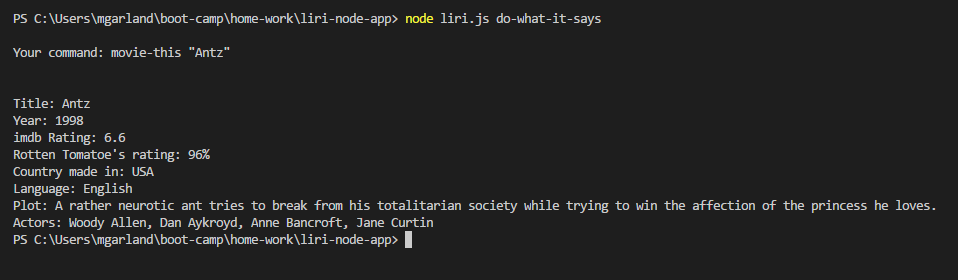 PS C:\Users\mgarland\boot-camp\home-work\liri-node-app> node liri.js do-what-it-says
Your command: movie-this "Antz"
Title: Antz
Year: 1998
imdb Rating: 6.6
Rotten Tomatoe's rating: 96%
Country made in: USA
Language: English
Plot: A rather neurotic ant tries to break from his totalitarian society while trying to win the affection of the princess he loves.
Actors: Woody Allen, Dan Aykroyd, Anne Bancroft, Jane Curtin
PS C:\Users\mgarland\boot-camp\home-work\liri-node-app>